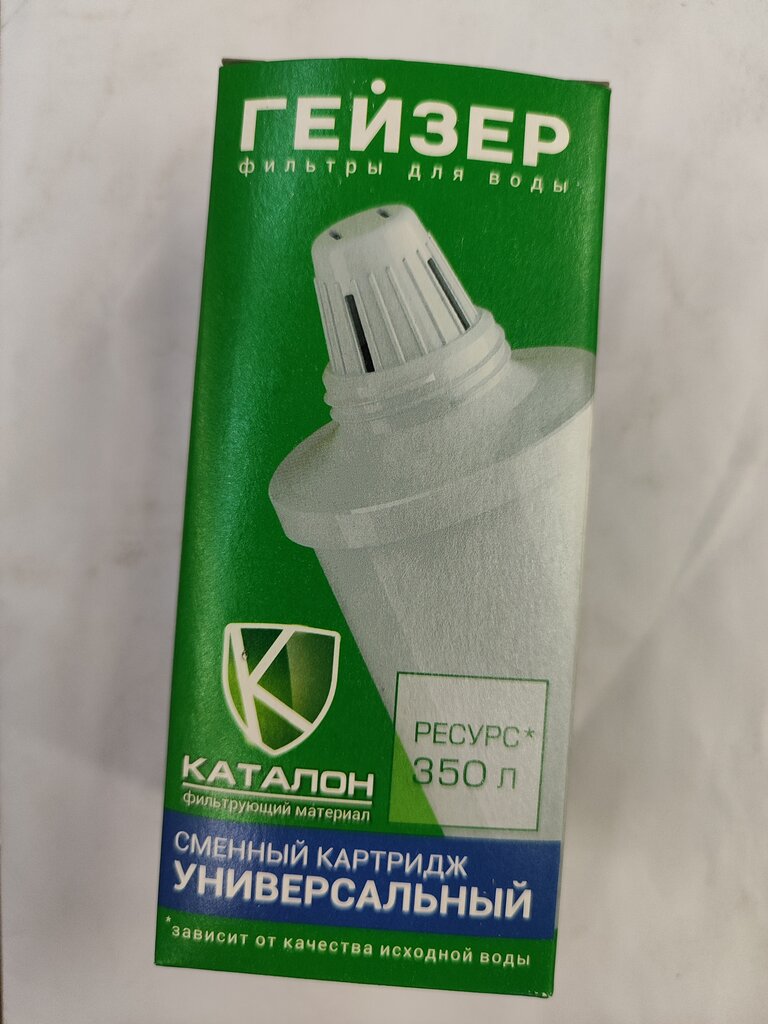 ГЕЙЗЕР
фильтры для воды
РЕСУРС*
350 л
К
КАТАЛОН
фильтрующий материал
СМЕННЫЙ КАРТРИДЖ
УНИВЕРСАЛЬНЫЙ
*зависит от качества исходной воды